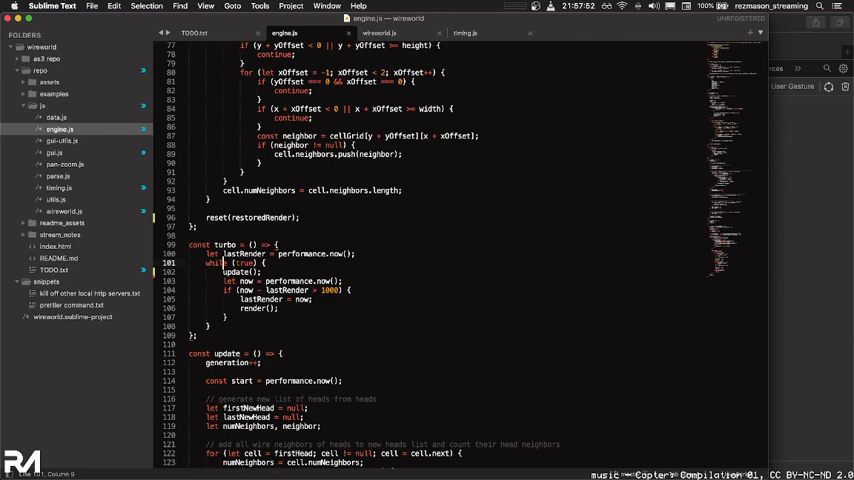 Sublime Text File Edit Selection Find View Goto Tools Project Window Help 21:57:52 100% razmason_streaming
engine.js — wireworld
UNREGISTERED
FOLDERS
wireworld
as3 repo
repo
assets
examples
js
data.js
engine.js
gui-utils.js
gui.js
pan-zoom.js
parse.js
timing.js
utils.js
wireworld.js
readme_assets
stream_notes
index.html
README.md
TODO.txt
snippets
kill off other local http servers.txt
prettier command.txt
wireworld.sublime-project
TODO.txt engine.js wireworld.js timing.js
77 if (y + yOffset < 0 || y + yOffset >= height) {
78 continue;
79 }
80 for (let xOffset = -1; xOffset < 2; xOffset++) {
81 if (yOffset === 0 && xOffset === 0) {
82 continue;
83 }
84 if (x + xOffset < 0 || x + xOffset >= width) {
85 continue;
86 }
87 const neighbor = cellGrid[y + yOffset][x + xOffset];
88 if (neighbor != null) {
89 cell.neighbors.push(neighbor);
90 }
91 }
92 }
93 cell.numNeighbors = cell.neighbors.length;
94 }
95
96 reset(restoredRender);
97 };
98
99 const turbo = () => {
100 let lastRender = performance.now();
101 while (true) {
102 update();
103 let now = performance.now();
104 if (now - lastRender > 1000) {
105 lastRender = now;
106 render();
107 }
108 }
109 };
110
111 const update = () => {
112 generation++;
113
114 const start = performance.now();
115
116 // generate new list of heads from heads
117 let firstNewHead = null;
118 let lastNewHead = null;
119 let numNeighbors, neighbor;
120
121 // add all wire neighbors of heads to new heads list and count their head neighbors
122 for (let cell = firstHead; cell != null; cell = cell.next) {
123 numNeighbors = cell.numNeighbors;
ources »
User Gesture
RM
Line 101, Column 9
music — Copter Compilation 01, CC BY-NC-ND 2.0